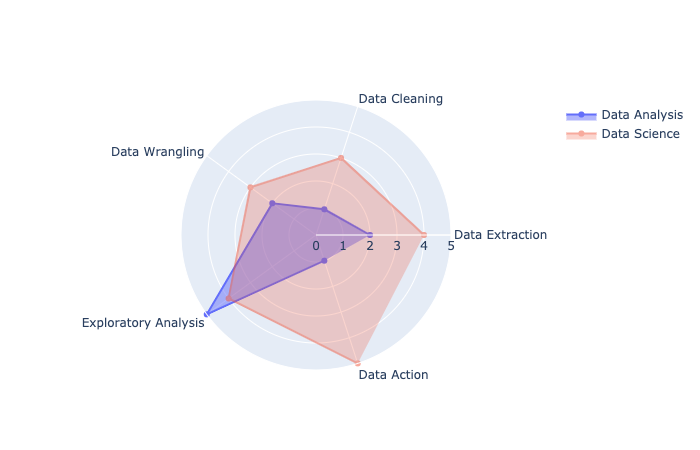 Data Cleaning
Data Analysis
Data Science
Data Wrangling
Data Extraction
0 1 2 3 4 5
Exploratory Analysis
Data Action